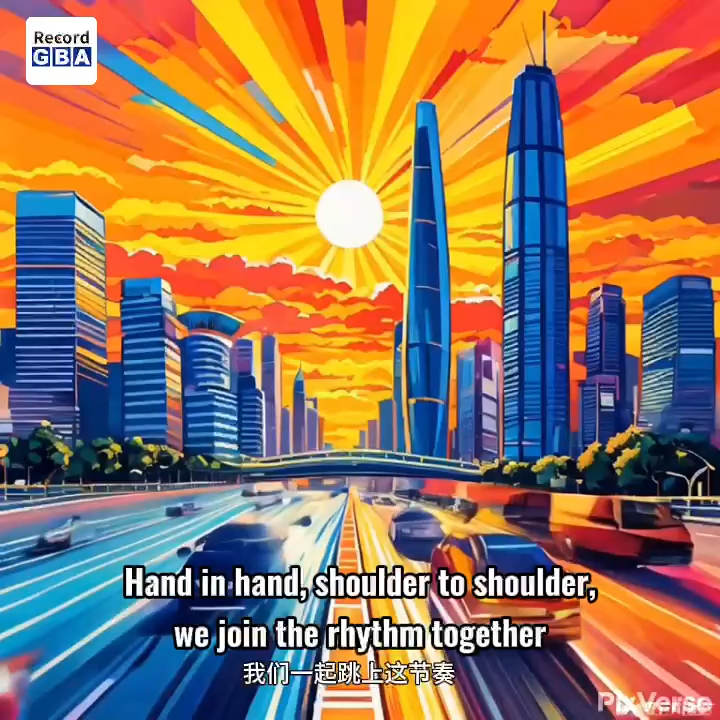 Record
GBA
Hand in hand, shoulder to shoulder,
we join the rhythm together
我们一起跳上这节奏
PixVerse